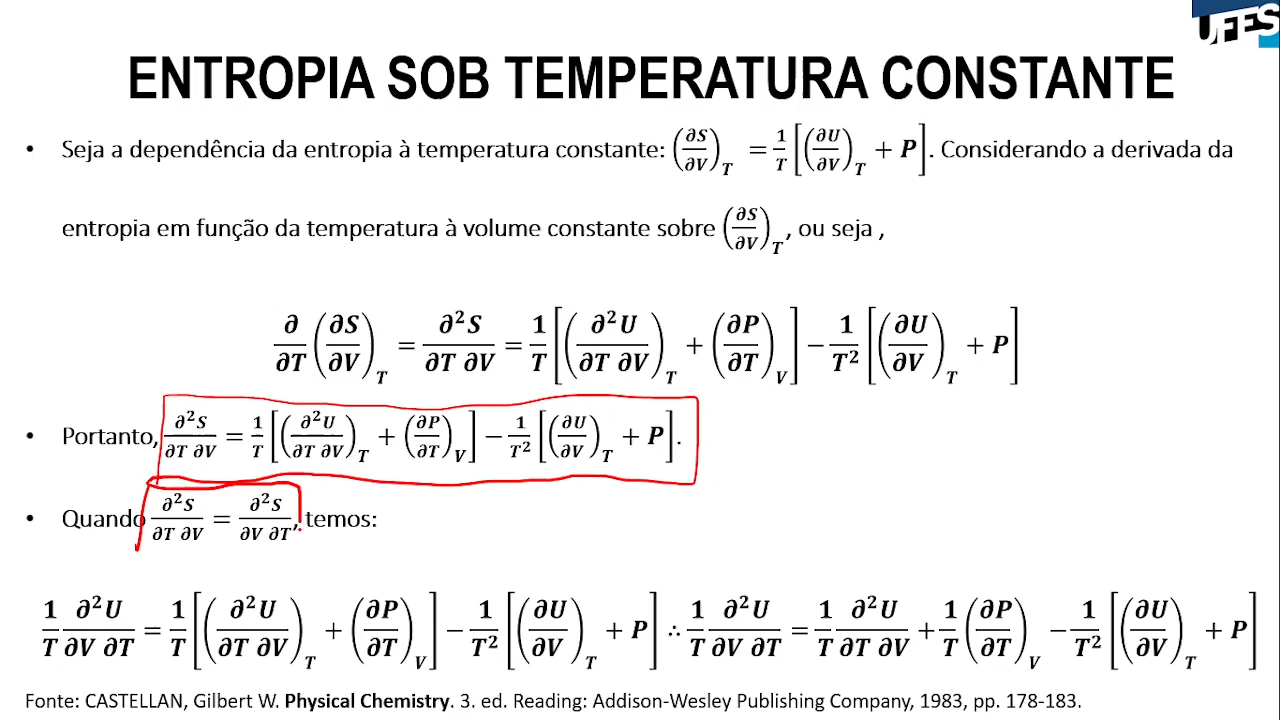 UFES
ENTROPIA SOB TEMPERATURA CONSTANTE
• Seja a dependência da entropia à temperatura constante: (∂S/∂V)_T = 1/T [(∂U/∂V)_T + P]. Considerando a derivada da
entropia em função da temperatura à volume constante sobre (∂S/∂V)_T, ou seja ,
∂/∂T (∂S/∂V)_T = ∂²S/∂T ∂V = 1/T [(∂²U/∂T ∂V)_T + (∂P/∂T)_V] − 1/T² [(∂U/∂V)_T + P]
• Portanto, ∂²S/∂T ∂V = 1/T [(∂²U/∂T ∂V)_T + (∂P/∂T)_V] − 1/T² [(∂U/∂V)_T + P].
• Quando ∂²S/∂T ∂V = ∂²S/∂V ∂T, temos:
1/T ∂²U/∂V ∂T = 1/T [(∂²U/∂T ∂V)_T + (∂P/∂T)_V] − 1/T² [(∂U/∂V)_T + P] ∴ 1/T ∂²U/∂V ∂T = 1/T ∂²U/∂T ∂V + 1/T (∂P/∂T)_V − 1/T² [(∂U/∂V)_T + P]
Fonte: CASTELLAN, Gilbert W. Physical Chemistry. 3. ed. Reading: Addison-Wesley Publishing Company, 1983, pp. 178-183.